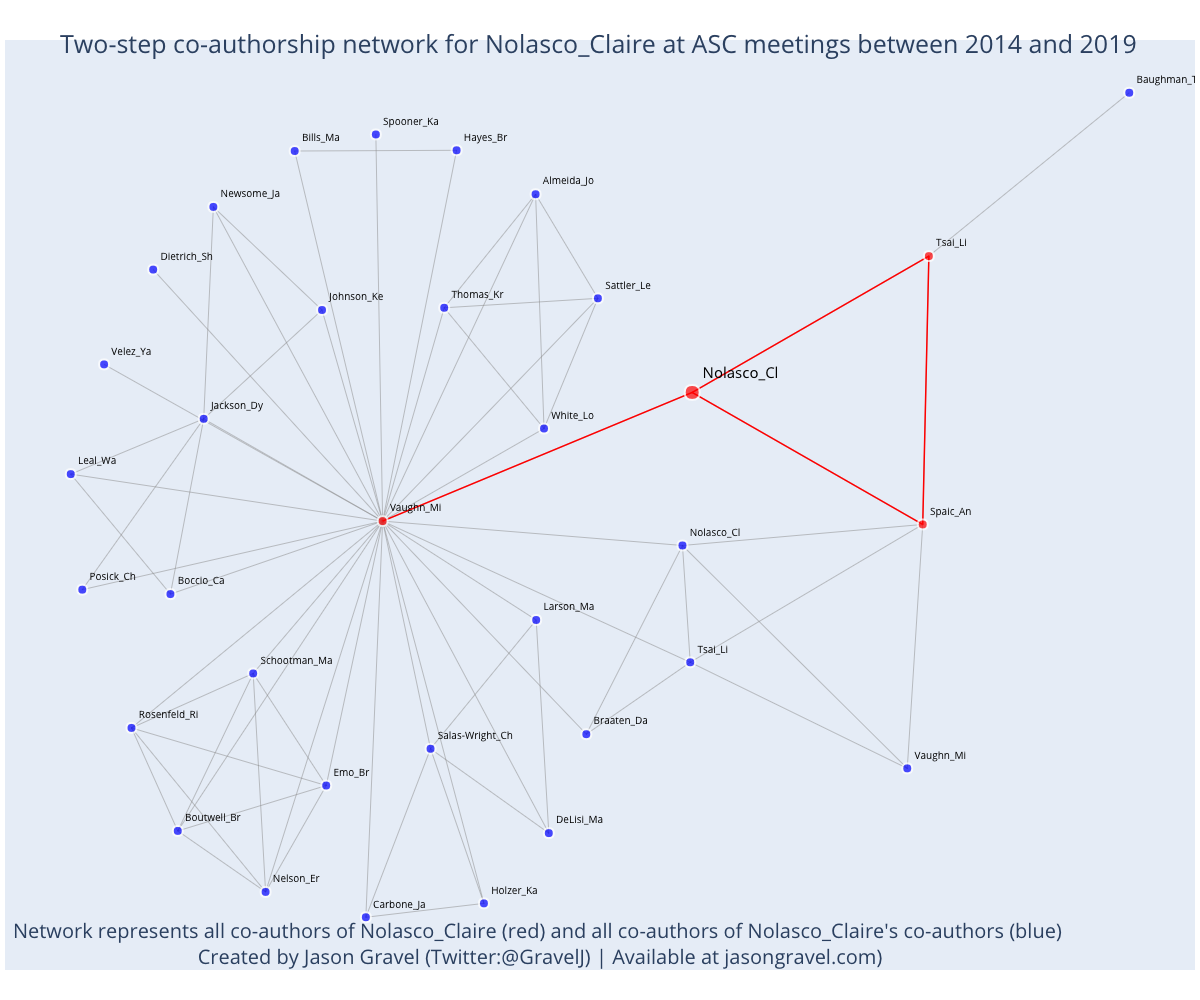 Two-step co-authorship network for Nolasco_Claire at ASC meetings between 2014 and 2019
Baughman_T
Spooner_Ka
Bills_Ma
Hayes_Br
Almeida_Jo
Newsome_Ja
Tsai_Li
Dietrich_Sh
Sattler_Le
Johnson_Ke
Thomas_Kr
Velez_Ya
Nolasco_Cl
Jackson_Dy
White_Lo
Leal_Wa
Vaughn_Mi
Spaic_An
Nolasco_Cl
Posick_Ch
Boccio_Ca
Larson_Ma
Tsai_Li
Schootman_Ma
Rosenfeld_Ri
Braaten_Da
Salas-Wright_Ch
Vaughn_Mi
Emo_Br
Boutwell_Br
DeLisi_Ma
Nelson_Er
Holzer_Ka
Carbone_Ja
Network represents all co-authors of Nolasco_Claire (red) and all co-authors of Nolasco_Claire's co-authors (blue)
Created by Jason Gravel (Twitter:@GravelJ) | Available at jasongravel.com)